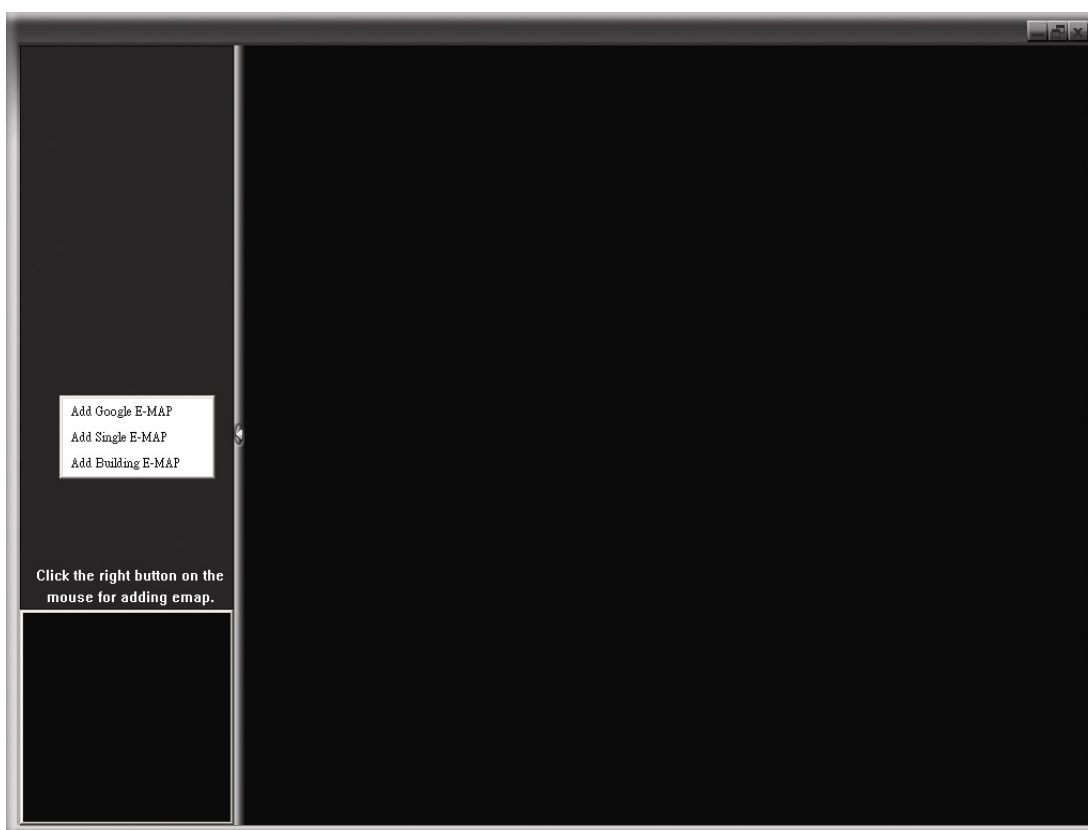 Add Google E-MAP
Add Single E-MAP
Add Building E-MAP
Click the right button on the
mouse for adding emap.